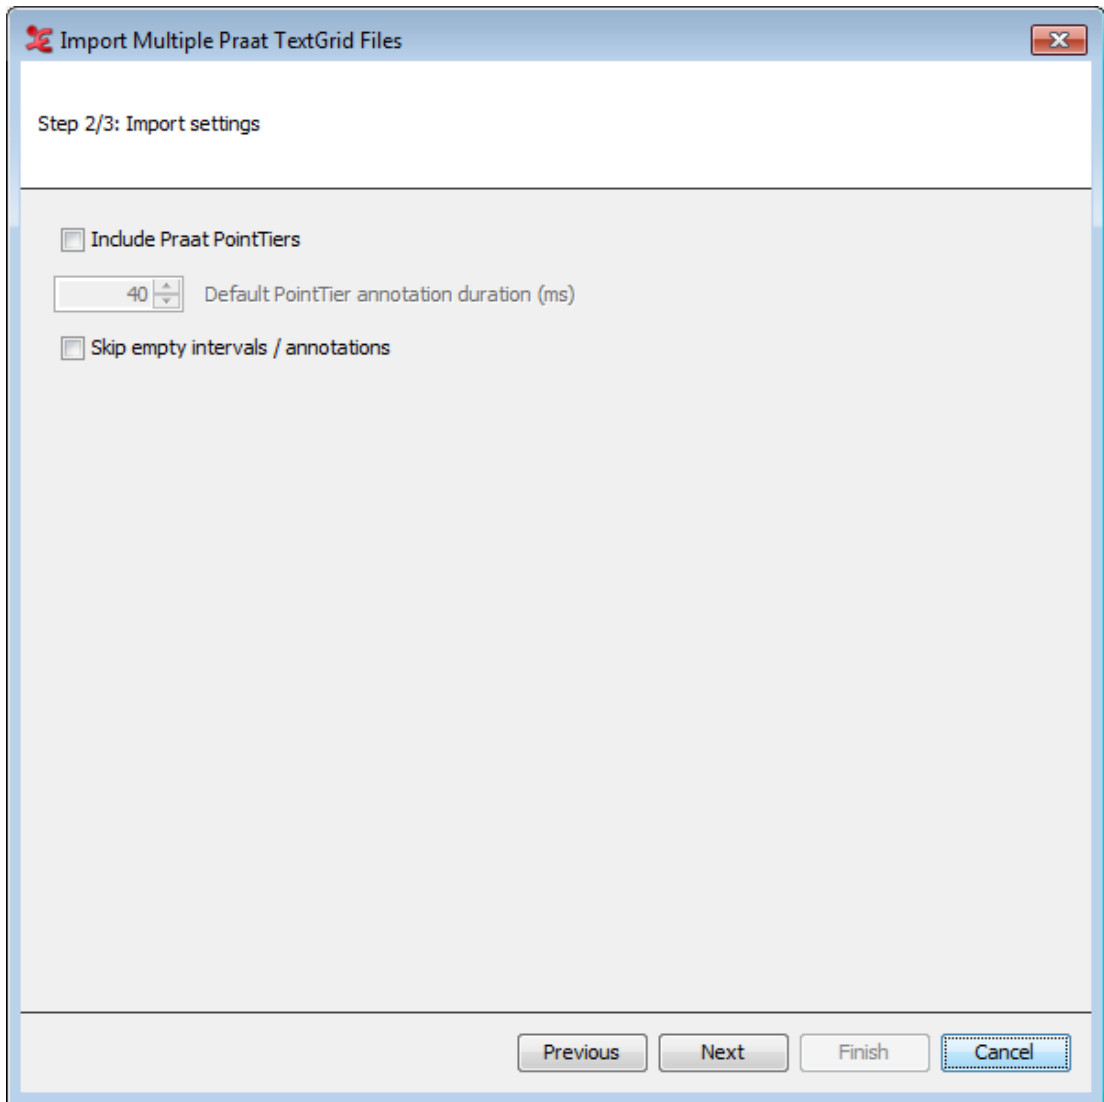 Import Multiple Praat TextGrid Files
Step 2/3: Import settings
Include Praat PointTiers
40 Default PointTier annotation duration (ms)
Skip empty intervals / annotations
Previous Next Finish Cancel